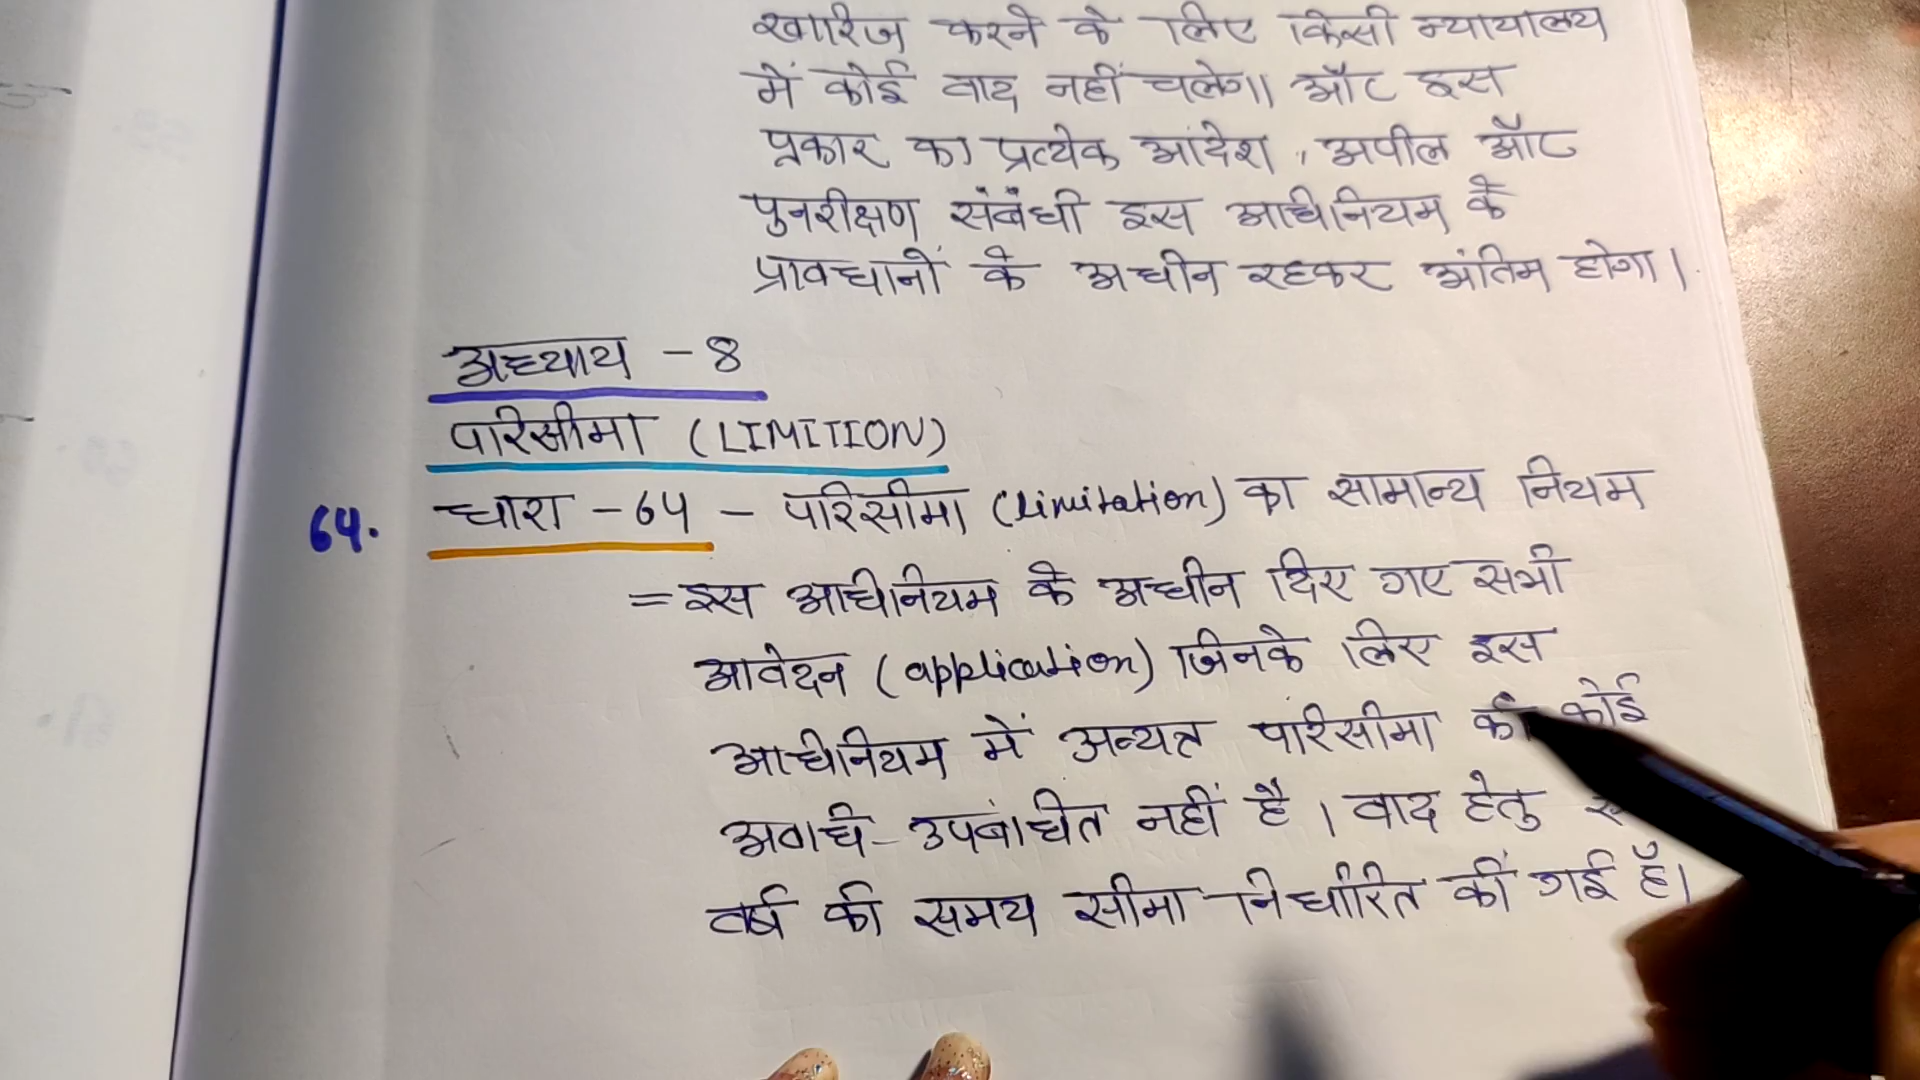 खारिज करने के लिए किसी न्यायालय
में कोई वाद नहीं चलेगा और इस
प्रकार का प्रत्येक आदेश, अपील और
पुनरीक्षण संबंधी इस अधिनियम के
प्रावधानों के अधीन रहकर अंतिम होगा।
अध्याय - 8
परिसीमा (LIMITION)
64. धारा - 64 - परिसीमा (limitation) का सामान्य नियम
= इस अधिनियम के अधीन दिए गए सभी
आवेदन (application) जिनके लिए इस
अधिनियम में अन्यत्र परिसीमा की कोई
अवधि उपबंधित नहीं है। वाद हेतु
वर्ष की समय सीमा निर्धारित की गई है।